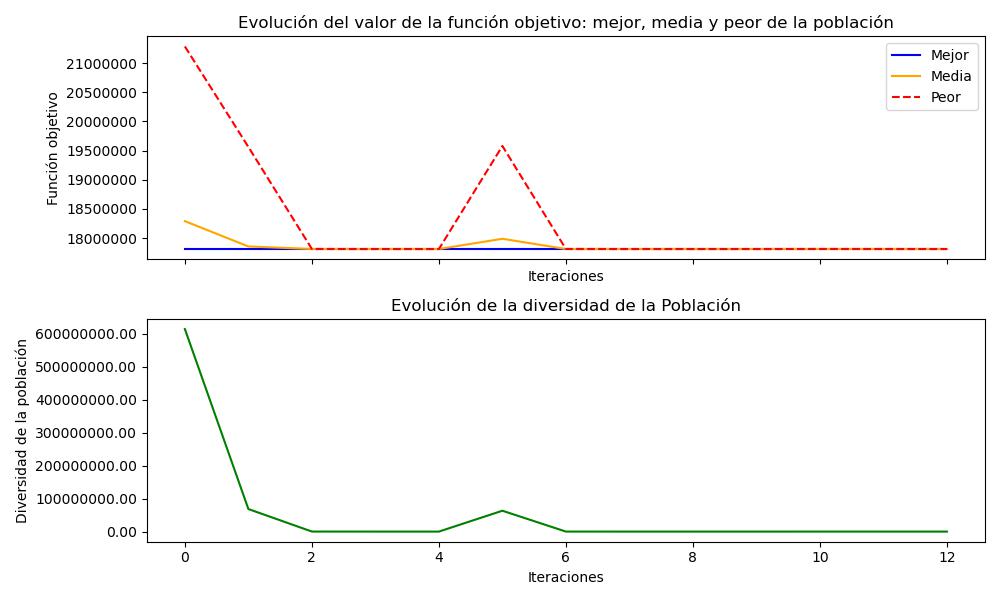 Evolución del valor de la función objetivo: mejor, media y peor de la población
Función objetivo
21000000
20500000
20000000
19500000
19000000
18500000
18000000
Mejor
Media
Peor
Iteraciones
Evolución de la diversidad de la Población
Diversidad de la población
600000000.00
500000000.00
400000000.00
300000000.00
200000000.00
100000000.00
0.00
0 2 4 6 8 10 12
Iteraciones